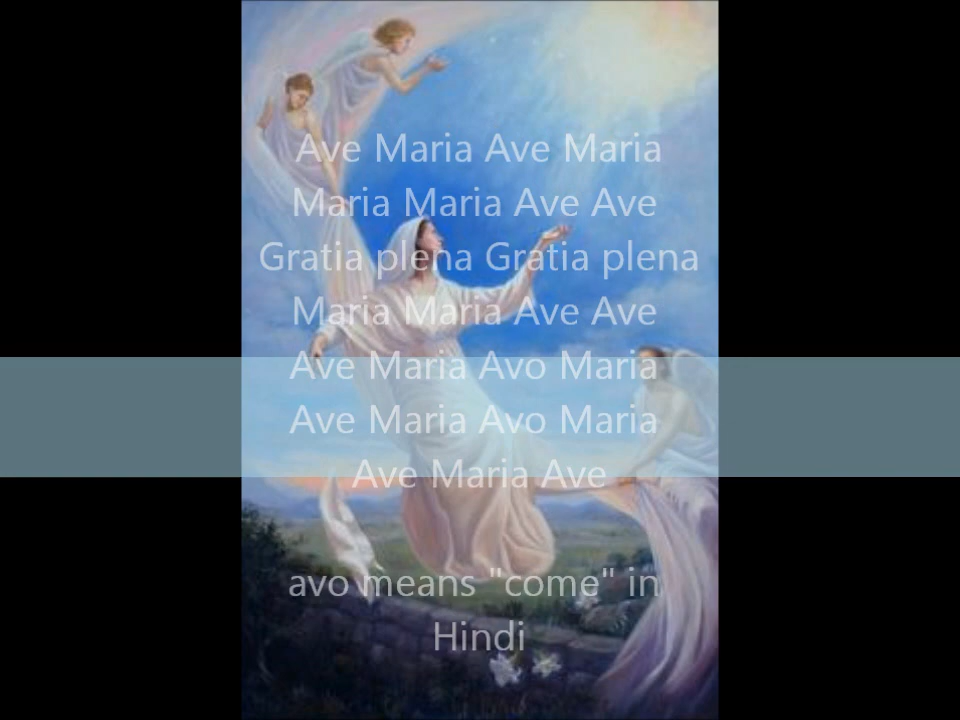 Ave Maria Ave Maria
Maria Maria Ave Ave
Gratia plena Gratia plena
Maria Maria Ave Ave
Ave Maria Avo Maria
Ave Maria Avo Maria
Ave Maria Ave
avo means "come" in
Hindi